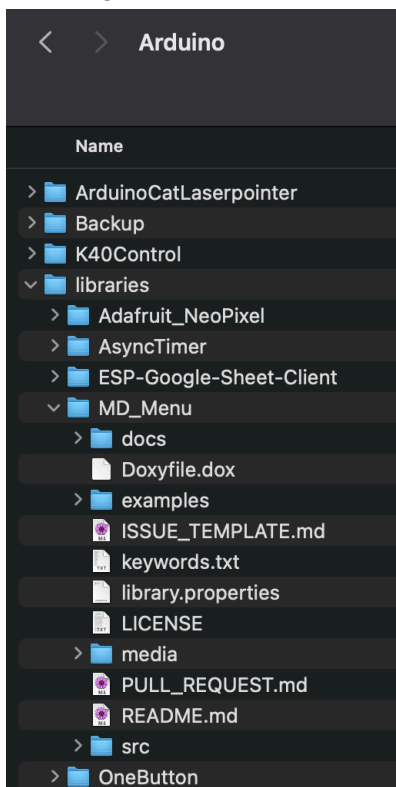 Arduino
Name
ArduinoCatLaserpointer
Backup
K40Control
libraries
Adafruit_NeoPixel
AsyncTimer
ESP-Google-Sheet-Client
MD_Menu
docs
Doxyfile.dox
examples
ISSUE_TEMPLATE.md
keywords.txt
library.properties
LICENSE
media
PULL_REQUEST.md
README.md
src
OneButton